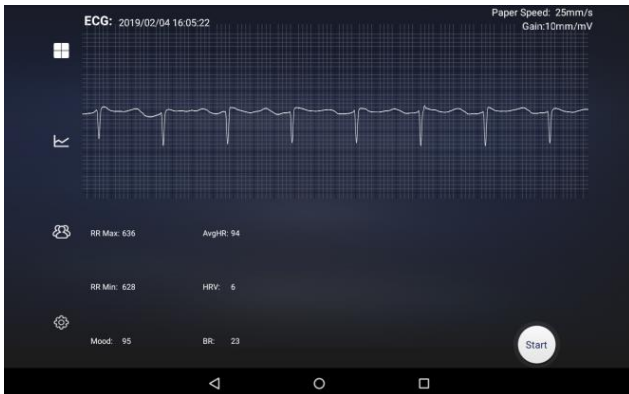 ECG: 2019/02/04 16:05:22
Paper Speed: 25mm/s
Gain:10mm/mV
RR Max: 636 AvgHR: 94
RR Min: 628 HRV: 6
Mood: 95 BR: 23
Start